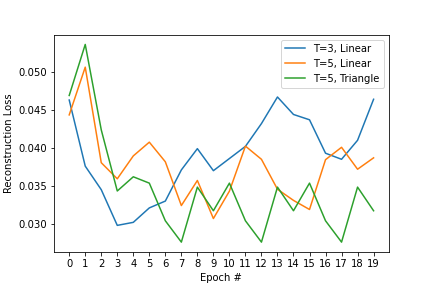 T=3, Linear
T=5, Linear
T=5, Triangle
Reconstruction Loss
0.050
0.045
0.040
0.035
0.030
0 1 2 3 4 5 6 7 8 9 10 11 12 13 14 15 16 17 18 19
Epoch #